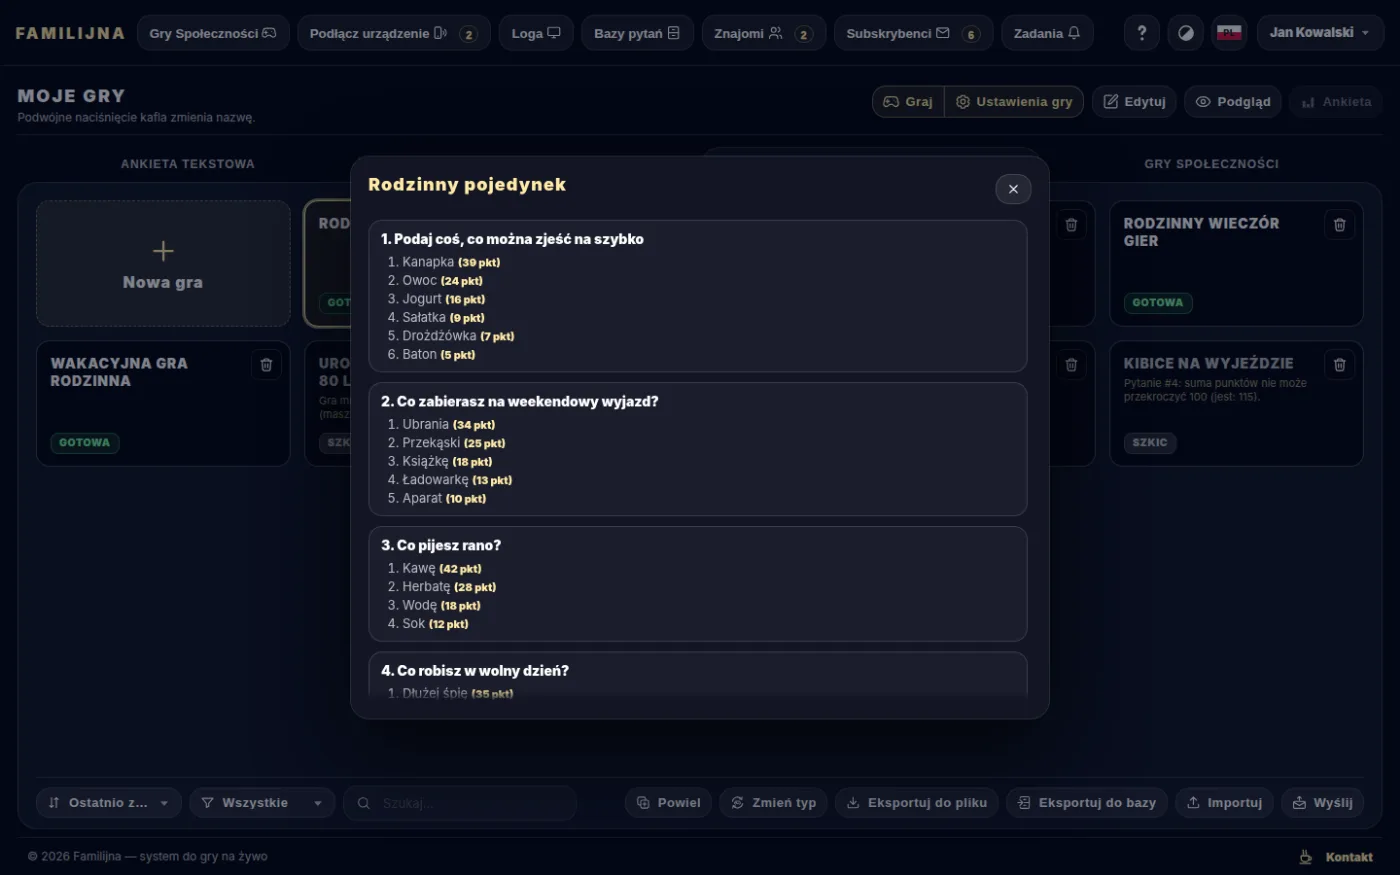 FAMILIJNA
Gry Społeczności
Podłącz urządzenie 2
Loga
Bazy pytań
Znajomi 2
Subskrybenci 6
Zadania
?
PL
Jan Kowalski
MOJE GRY
Podwójne naciśnięcie kafla zmienia nazwę.
Graj
Ustawienia gry
Edytuj
Podgląd
Ankieta
ANKIETA TEKSTOWA
GRY SPOŁECZNOŚCI
Nowa gra
WAKACYJNA GRA
RODZINNA
GOTOWA
80 L
Gra
Rodzinny pojedynek
1. Podaj coś, co można zjeść na szybko
1. Kanapka (39 pkt)
2. Owoc (24 pkt)
3. Jogurt (16 pkt)
4. Sałatka (9 pkt)
5. Drożdżówka (7 pkt)
6. Baton (5 pkt)
2. Co zabierasz na weekendowy wyjazd?
1. Ubrania (34 pkt)
2. Przekąski (25 pkt)
3. Książkę (18 pkt)
4. Ładowarkę (13 pkt)
5. Aparat (10 pkt)
3. Co pijesz rano?
1. Kawę (42 pkt)
2. Herbatę (28 pkt)
3. Wodę (18 pkt)
4. Sok (12 pkt)
4. Co robisz w wolny dzień?
1. Dłużej śpię (35 pkt)
RODZINNY WIECZÓR
GIER
GOTOWA
KIBICE NA WYJEŹDZIE
Pytanie #4: suma punktów nie może
przekroczyć 100 (jest: 115).
SZKIC
Ostatnio z...
Wszystkie
Szukaj...
Powiel
Zmień typ
Eksportuj do pliku
Eksportuj do bazy
Importuj
Wyślij
© 2026 Familijna — system do gry na żywo
Kontakt